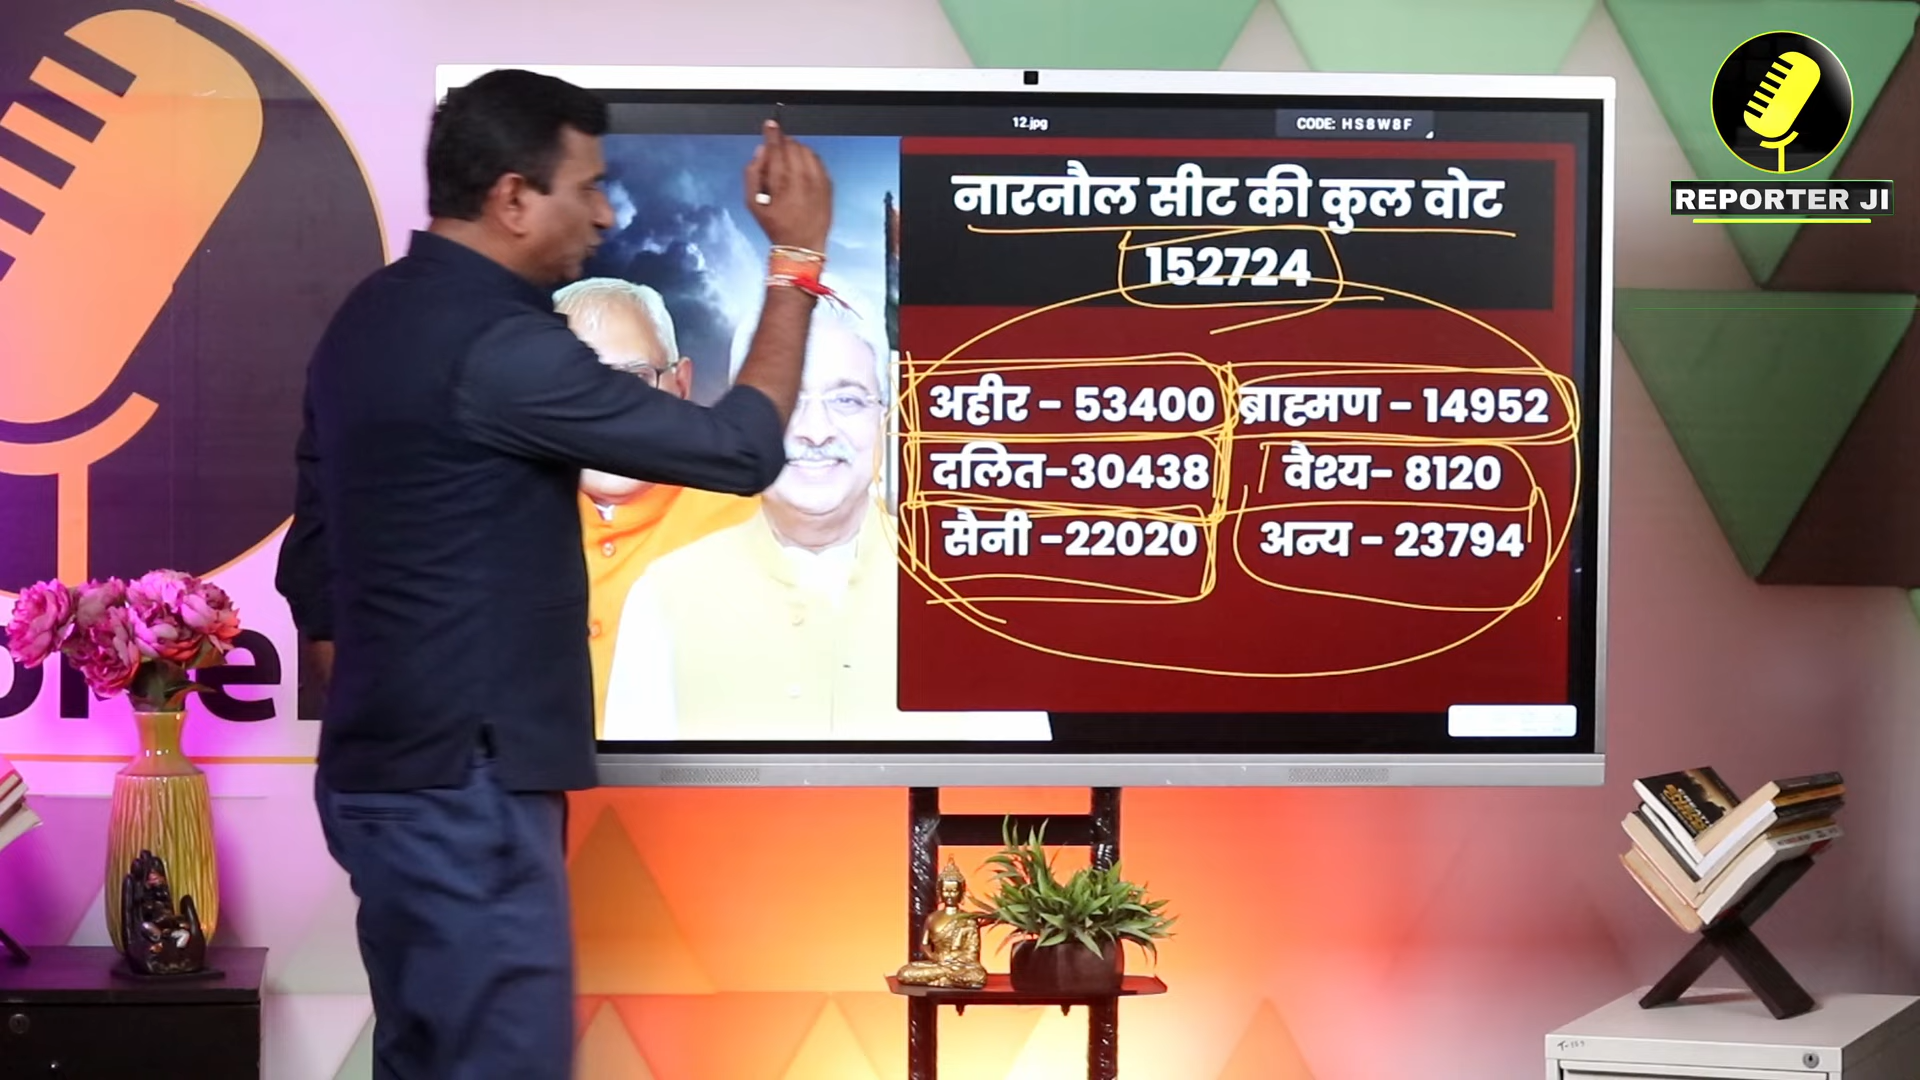 12.jpg
CODE: HS8W8F
REPORTER JI
नारनौल सीट की कुल वोट
152724
अहीर - 53400
ब्राह्मण - 14952
दलित-30438
वैश्य- 8120
सैनी -22020
अन्य - 23794